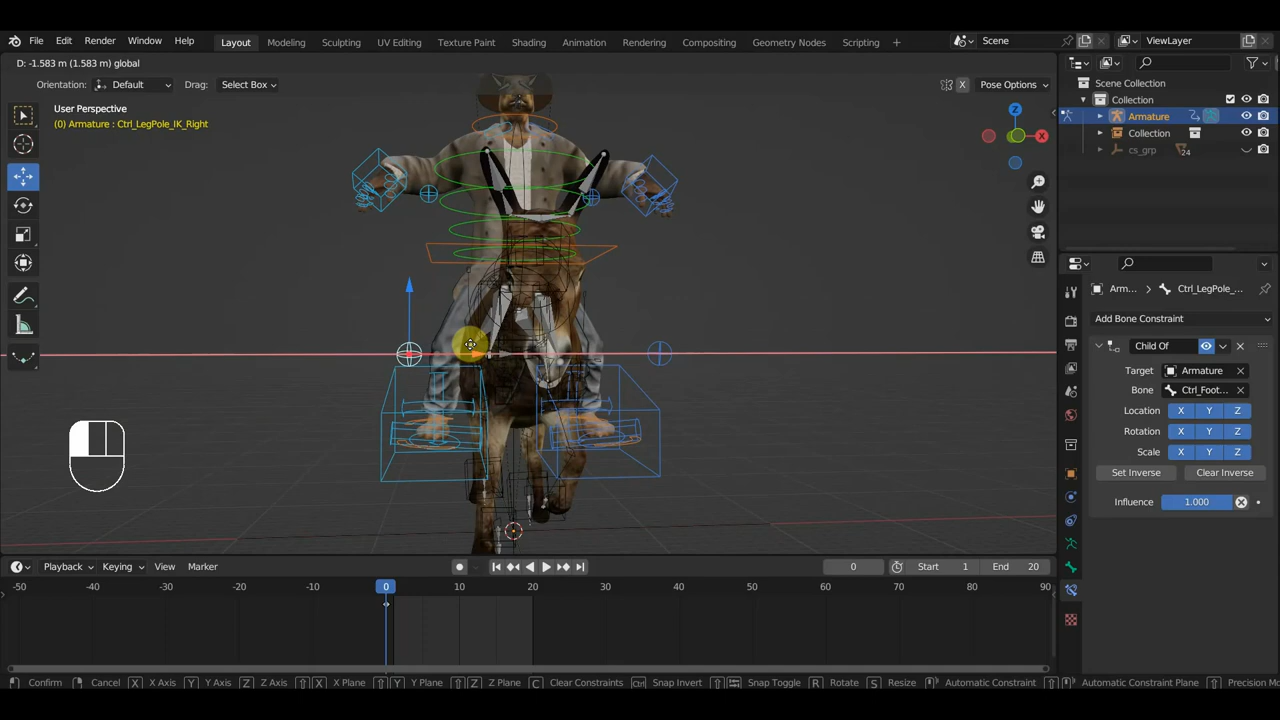 File Edit Render Window Help Layout Modeling Sculpting UV Editing Texture Paint Shading Animation Rendering Compositing Geometry Nodes Scripting + Scene ViewLayer
D: -1.583 m (1.583 m) global
Orientation: Default Drag: Select Box X Pose Options
Scene Collection
Collection
Armature
Collection
cs_grp 24
User Perspective
(0) Armature : Ctrl_LegPole_IK_Right
Z
X
Arm... Ctrl_LegPole_...
Add Bone Constraint
Child Of
Target Armature
Bone Ctrl_Foot...
Location X Y Z
Rotation X Y Z
Scale X Y Z
Set Inverse Clear Inverse
Influence 1.000
Playback Keying View Marker 0 Start 1 End 20
-50 -40 -30 -20 -10 0 10 20 30 40 50 60 70 80 90
Confirm Cancel X X Axis Y Y Axis Z Z Axis X X Plane Y Y Plane Z Z Plane C Clear Constraints Ctrl Snap Invert Snap Toggle R Rotate S Resize Automatic Constraint Automatic Constraint Plane Precision Mo